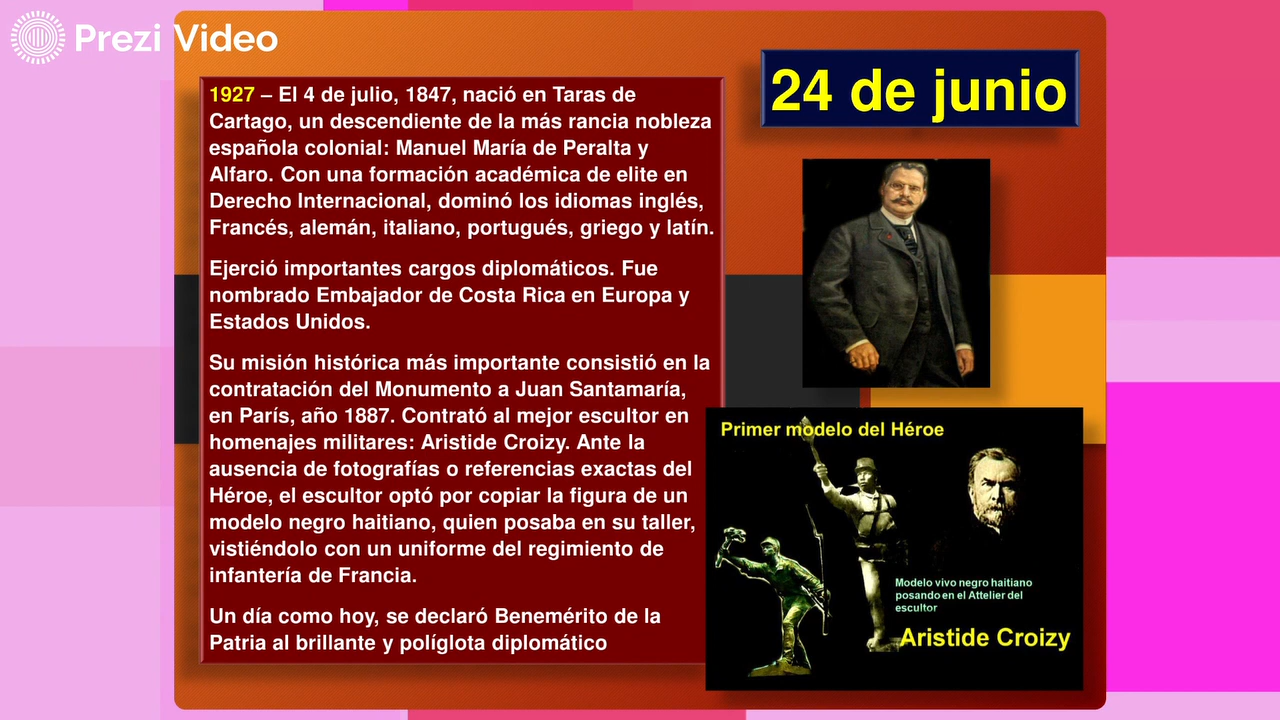 Prezi Video
24 de junio
1927 – El 4 de julio, 1847, nació en Taras de
Cartago, un descendiente de la más rancia nobleza
española colonial: Manuel María de Peralta y
Alfaro. Con una formación académica de elite en
Derecho Internacional, dominó los idiomas inglés,
Francés, alemán, italiano, portugués, griego y latín.
Ejerció importantes cargos diplomáticos. Fue
nombrado Embajador de Costa Rica en Europa y
Estados Unidos.
Su misión histórica más importante consistió en la
contratación del Monumento a Juan Santamaría,
en París, año 1887. Contrató al mejor escultor en
homenajes militares: Aristide Croizy. Ante la
ausencia de fotografías o referencias exactas del
Héroe, el escultor optó por copiar la figura de un
modelo negro haitiano, quien posaba en su taller,
vistiéndolo con un uniforme del regimiento de
infantería de Francia.
Un día como hoy, se declaró Benemérito de la
Patria al brillante y políglota diplomático
Primer modelo del Héroe
Modelo vivo negro haitiano
posando en el Attelier del
escultor
Aristide Croizy